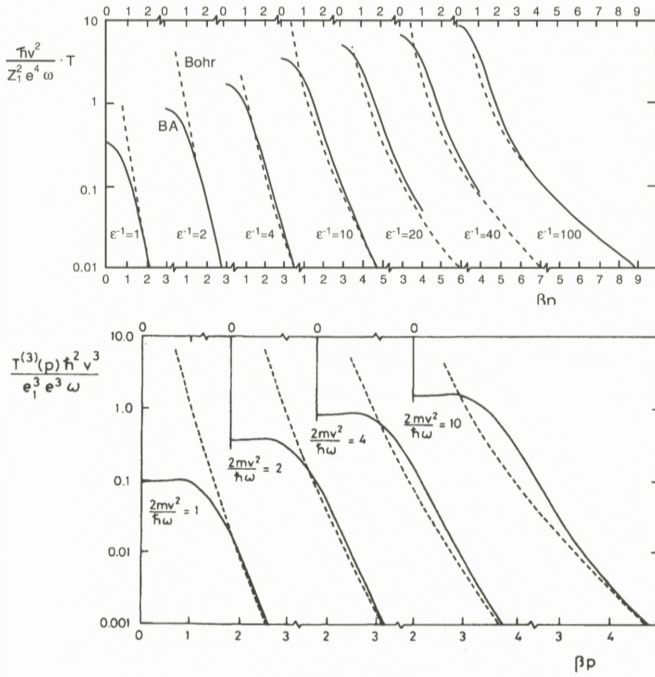 0 1 2 0 1 2 0 1 2 0 1 2 0 1 2 0 1 2 0 1 2 3 4 5 6 7 8 9
10
ħv²
Z₁² e⁴ ω · T
Bohr
1
BA
0.1
ε⁻¹=1 ε⁻¹=2 ε⁻¹=4 ε⁻¹=10 ε⁻¹=20 ε⁻¹=40 ε⁻¹=100
0.01
0 1 2 3 1 2 3 1 2 3 1 2 3 4 5 3 4 5 6 4 5 6 7 5 6 7 8 9
0 0 0 0
10.0
T⁽³⁾(p) ħ² v³
e₁³ e³ ω
1.0
2mv²/ħω = 10
2mv²/ħω = 4
2mv²/ħω = 2
0.1
2mv²/ħω = 1
0.01
0.001
0 1 2 3 2 3 2 3 4 3 4
βp